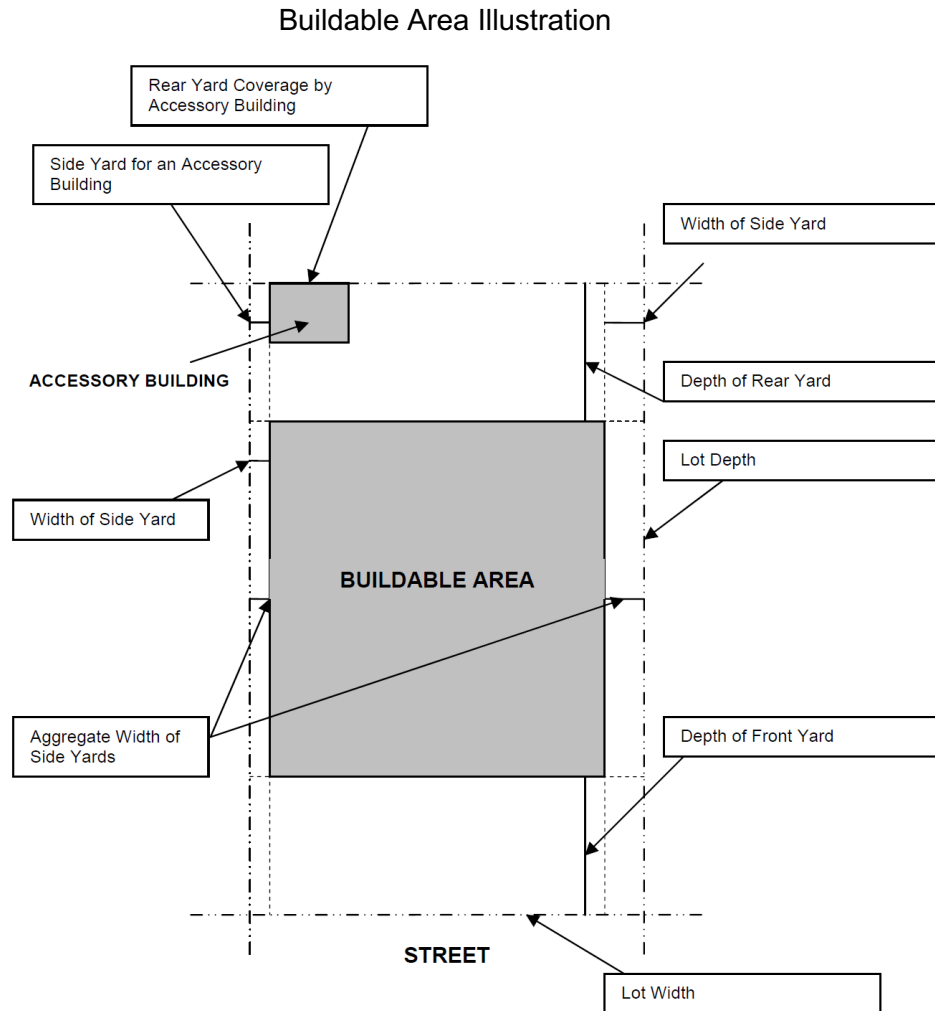 Buildable Area Illustration
Rear Yard Coverage by
Accessory Building
Side Yard for an Accessory
Building
Width of Side Yard
ACCESSORY BUILDING
Depth of Rear Yard
Lot Depth
Width of Side Yard
BUILDABLE AREA
Aggregate Width of
Side Yards
Depth of Front Yard
STREET
Lot Width